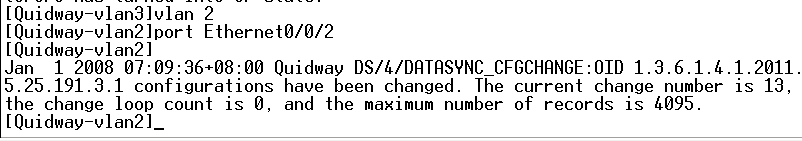 [Quidway-vlan3]vlan 2
[Quidway-vlan2]port Ethernet0/0/2
[Quidway-vlan2]
Jan  1 2008 07:09:36+08:00 Quidway DS/4/DATASYNC_CFGCHANGE:OID 1.3.6.1.4.1.2011.
5.25.191.3.1 configurations have been changed. The current change number is 13,
the change loop count is 0, and the maximum number of records is 4095.
[Quidway-vlan2]_